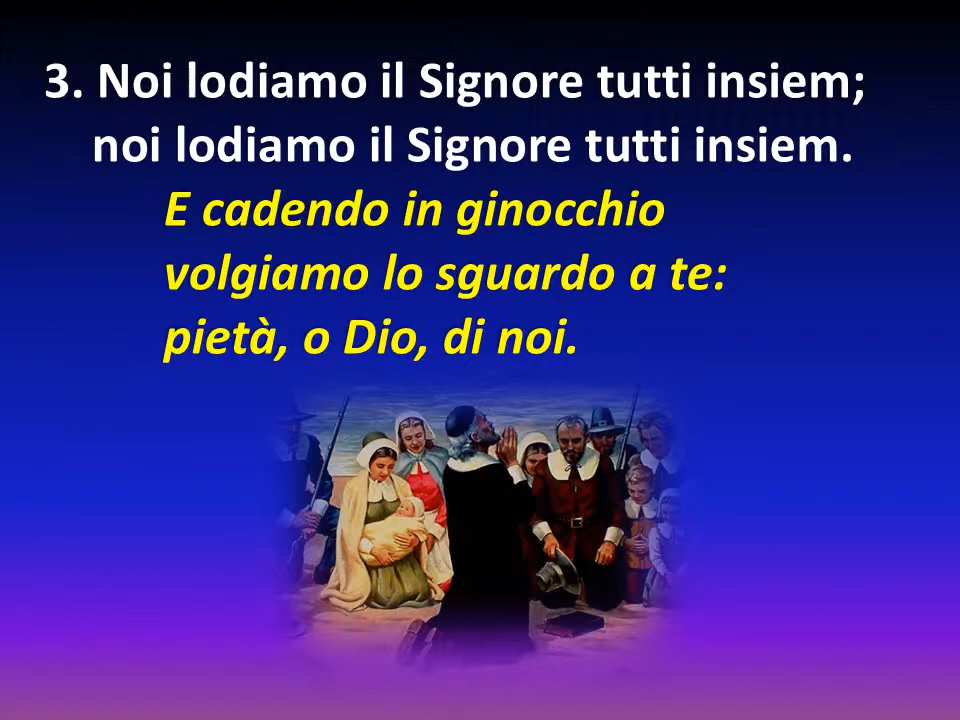 3. Noi lodiamo il Signore tutti insiem;
noi lodiamo il Signore tutti insiem.
E cadendo in ginocchio
volgiamo lo sguardo a te:
pietà, o Dio, di noi.